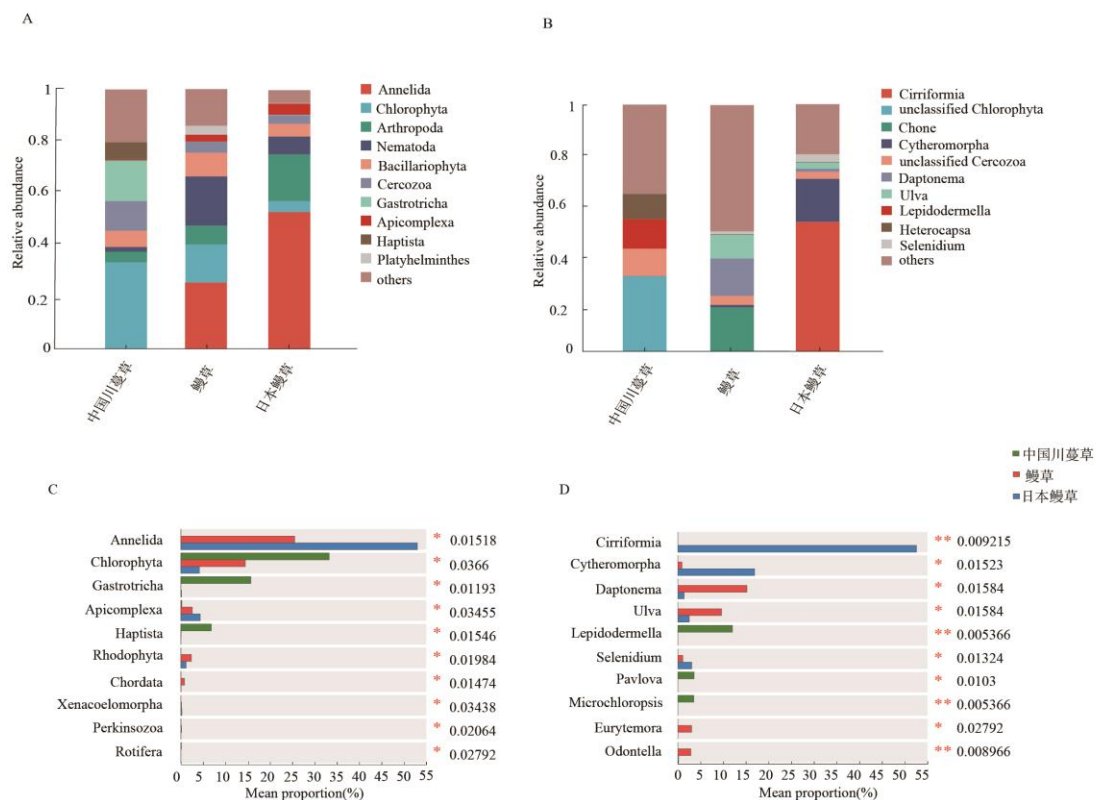 A
1
0.8
0.6
0.4
0.2
0
Relative abundance
中国川蔓草
鳗草
日本鳗草
Annelida
Chlorophyta
Arthropoda
Nematoda
Bacillariophyta
Cercozoa
Gastrotricha
Apicomplexa
Haptista
Platyhelminthes
others
B
1
0.8
0.6
0.4
0.2
0
Relative abundance
中国川蔓草
鳗草
日本鳗草
Cirriformia
unclassified Chlorophyta
Chone
Cytheromorpha
unclassified Cercozoa
Daptonema
Ulva
Lepidodermella
Heterocapsa
Selenidium
others
中国川蔓草
鳗草
日本鳗草
C
Annelida * 0.01518
Chlorophyta * 0.0366
Gastrotricha * 0.01193
Apicomplexa * 0.03455
Haptista * 0.01546
Rhodophyta * 0.01984
Chordata * 0.01474
Xenacoelomorpha * 0.03438
Perkinsozoa * 0.02064
Rotifera * 0.02792
0 5 10 15 20 25 30 35 40 45 50 55
Mean proportion(%)
D
Cirriformia ** 0.009215
Cytheromorpha * 0.01523
Daptonema * 0.01584
Ulva * 0.01584
Lepidodermella ** 0.005366
Selenidium * 0.01324
Pavlova * 0.0103
Microchloropsis ** 0.005366
Eurytemora * 0.02792
Odontella ** 0.008966
0 5 10 15 20 25 30 35 40 45 50 55
Mean proportion(%)